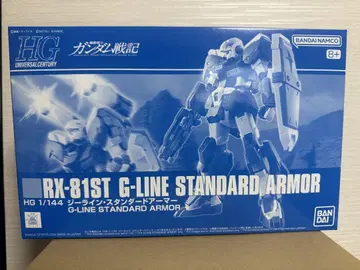 HG
UNIVERSAL CENTURY
ガンダム戦記
BANDAI NAMCO
8+
RX-81ST G-LINE STANDARD ARMOR
HG 1/144 ジーライン・スタンダードアーマー
G-LINE STANDARD ARMOR
BANDAI